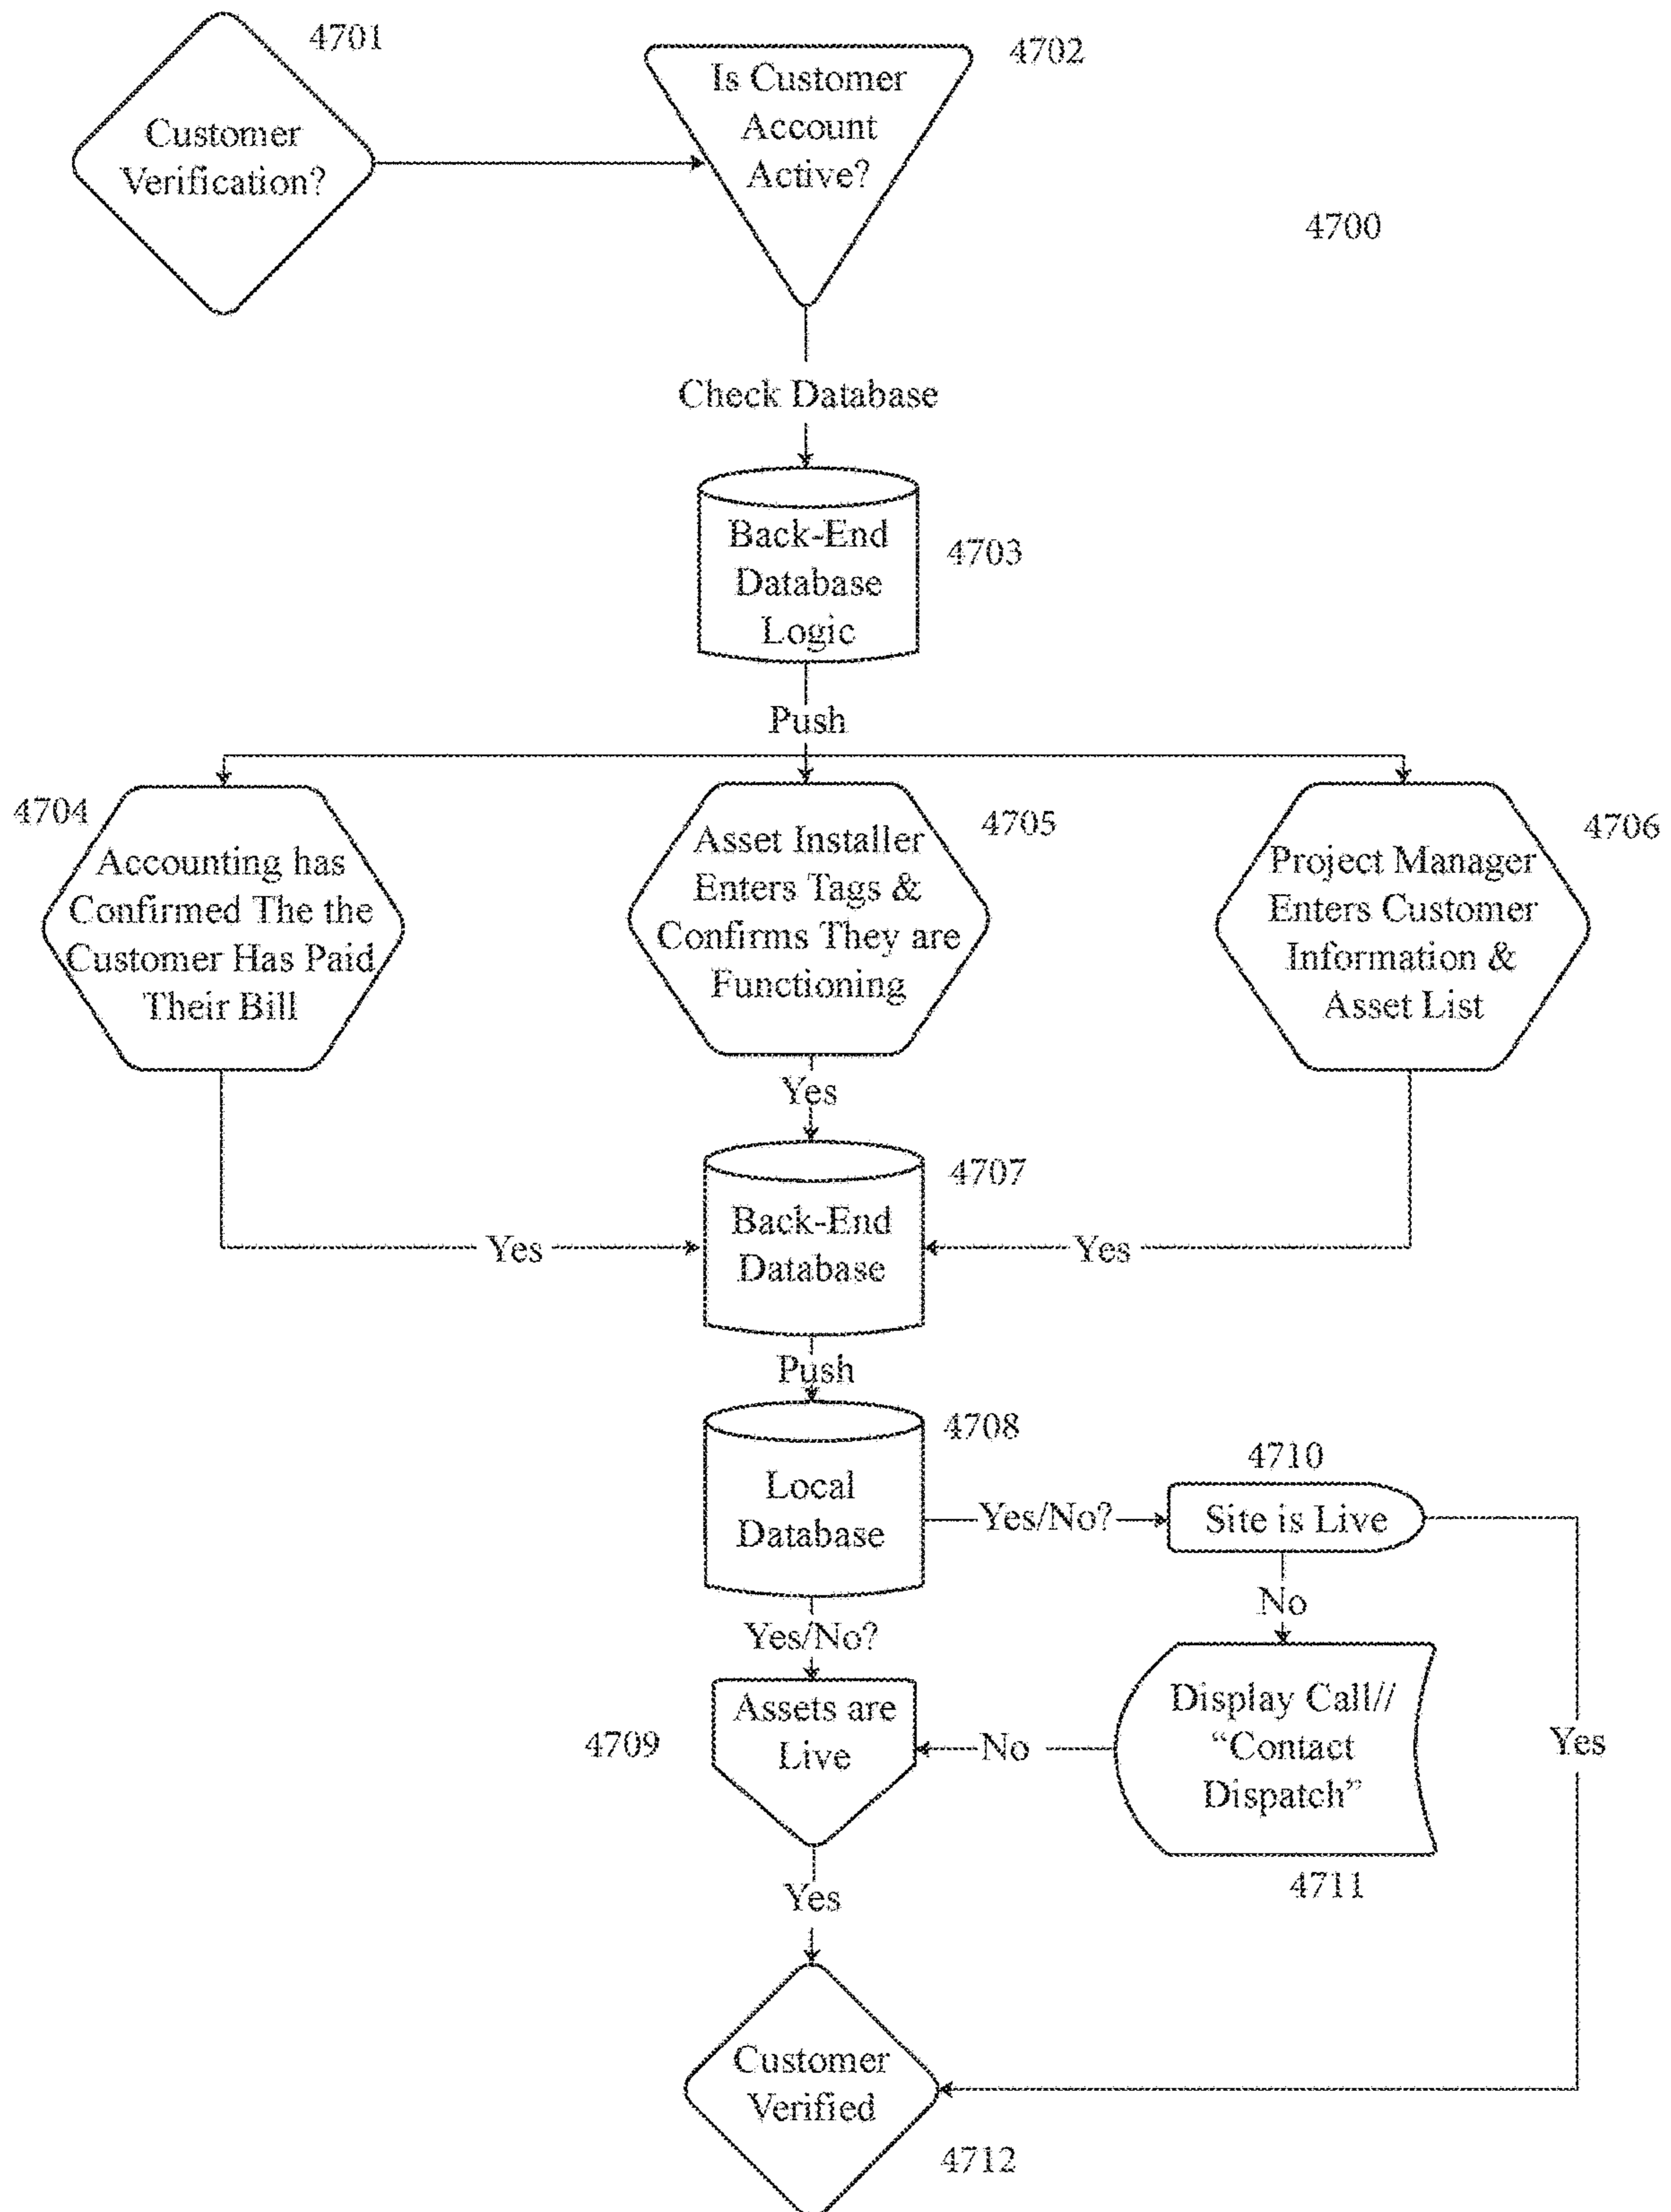 4701
Customer
Verification?
4702
Is Customer
Account
Active?
4700
Check Database
4703
Back-End
Database
Logic
Push
4704
Accounting has
Confirmed The the
Customer Has Paid
Their Bill
4705
Asset Installer
Enters Tags &
Confirms They are
Functioning
4706
Project Manager
Enters Customer
Information &
Asset List
Yes
4707
Back-End
Database
Yes
Yes
Push
4708
Local
Database
Yes/No?
4710
Site is Live
No
Yes/No?
4709
Assets are
Live
No
Display Call//
“Contact
Dispatch”
4711
Yes
Yes
Customer
Verified
4712